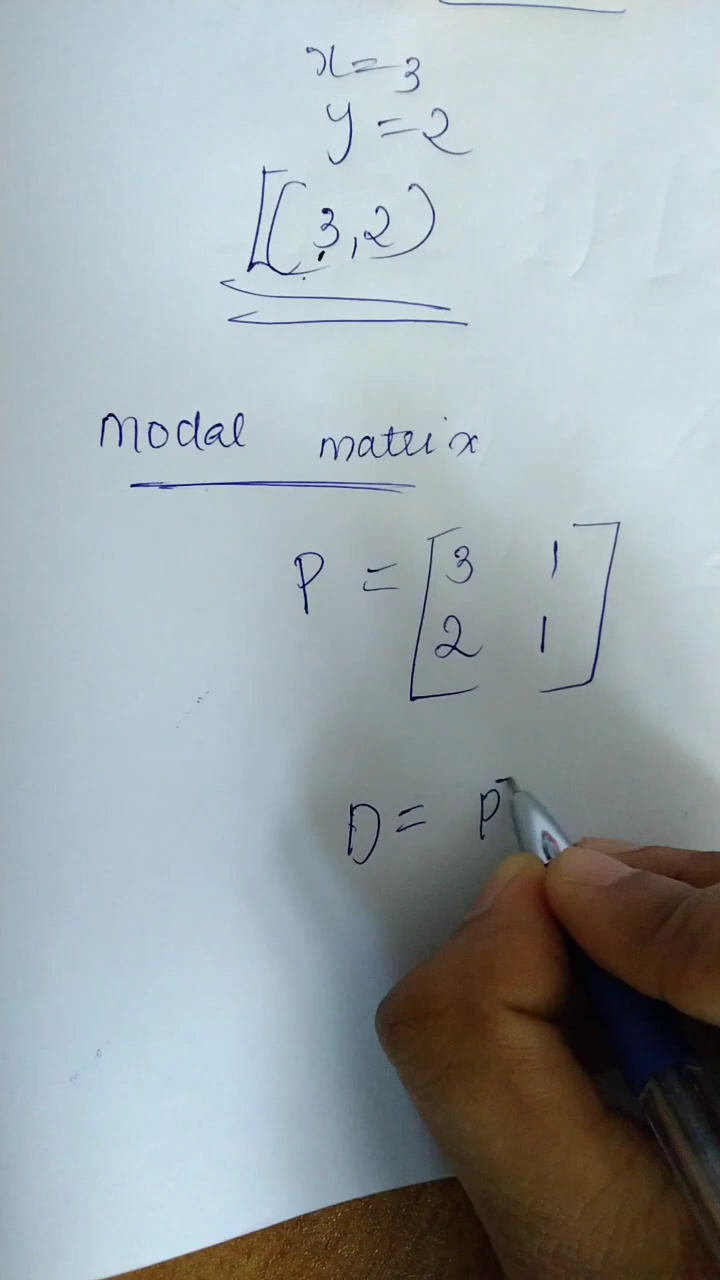 x = 3
y = 2
[(3,2)
Modal matrix
P = [3 1
2 1]
D = P⁻